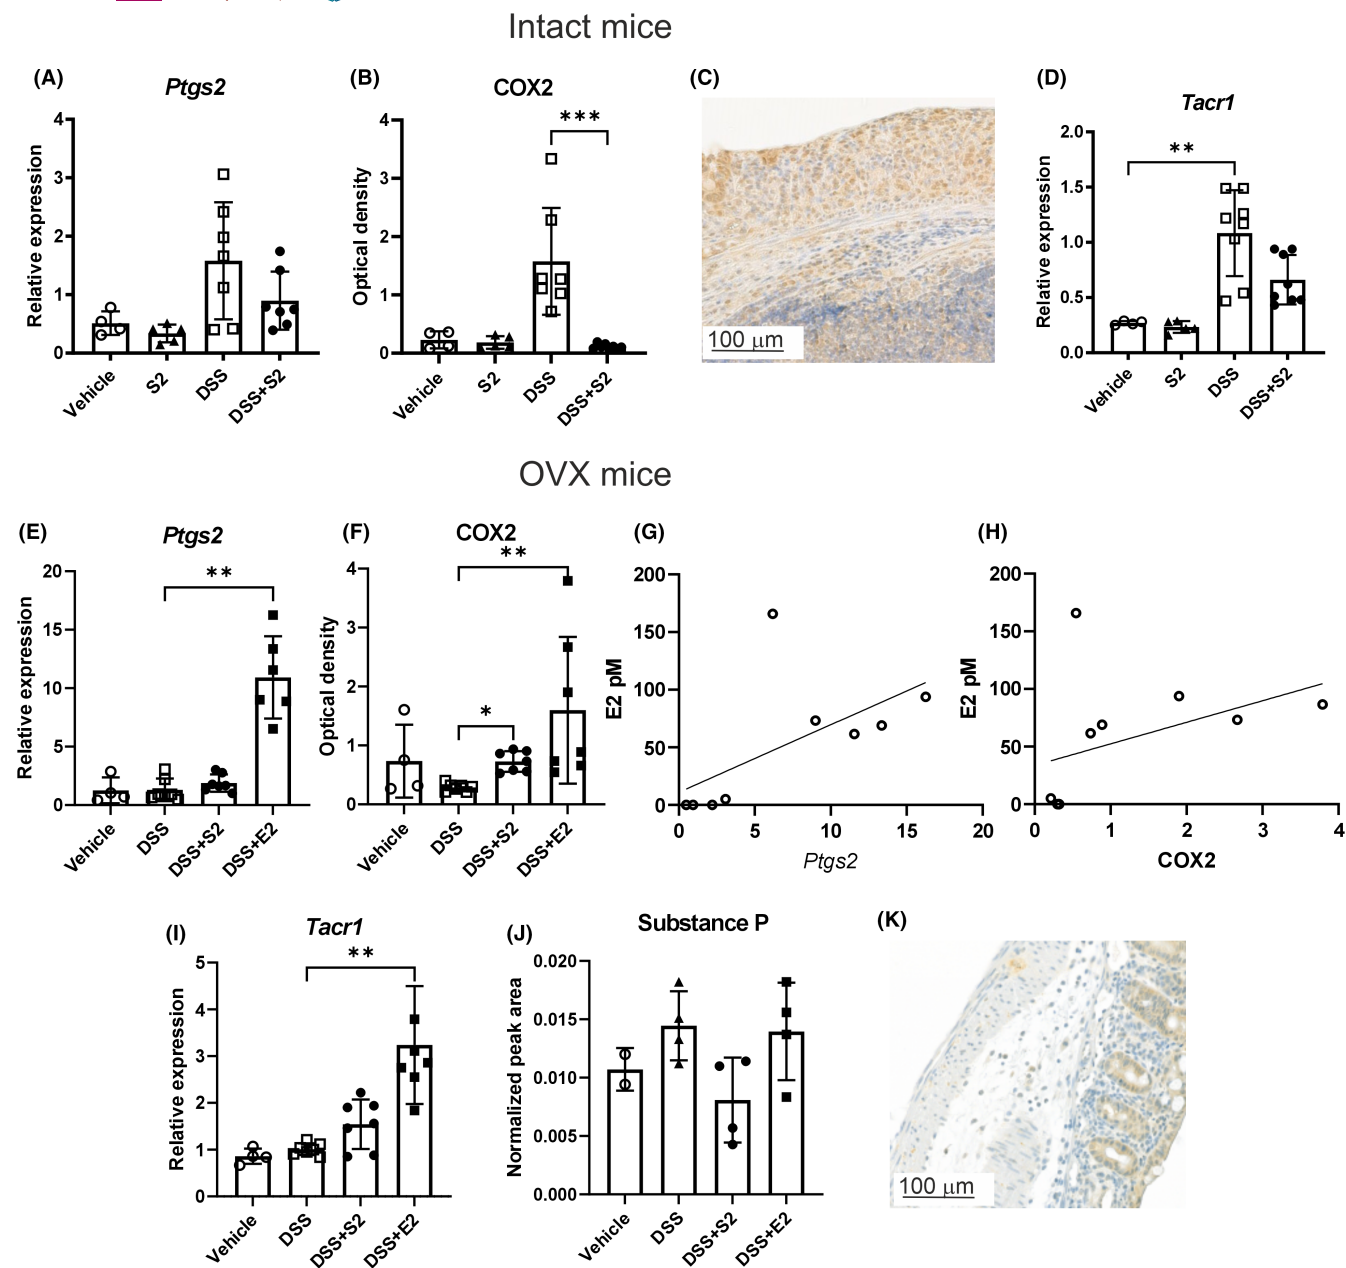 Intact mice
(A)
Ptgs2
Relative expression
4
3
2
1
0
Vehicle
S2
DSS
DSS+S2
(B)
COX2
***
Optical density
4
3
2
1
0
Vehicle
S2
DSS
DSS+S2
(C)
100 μm
(D)
Tacr1
**
Relative expression
2.0
1.5
1.0
0.5
0.0
Vehicle
S2
DSS
DSS+S2
OVX mice
(E)
Ptgs2
**
Relative expression
20
15
10
5
0
Vehicle
DSS
DSS+S2
DSS+E2
(F)
COX2
**
*
Optical density
4
3
2
1
0
Vehicle
DSS
DSS+S2
DSS+E2
(G)
E2 pM
200
150
100
50
0
0 5 10 15 20
Ptgs2
(H)
E2 pM
200
150
100
50
0
0 1 2 3 4
COX2
(I)
Tacr1
**
Relative expression
5
4
3
2
1
0
Vehicle
DSS
DSS+S2
DSS+E2
(J)
Substance P
Normalized peak area
0.020
0.015
0.010
0.005
0.000
Vehicle
DSS
DSS+S2
DSS+E2
(K)
100 μm